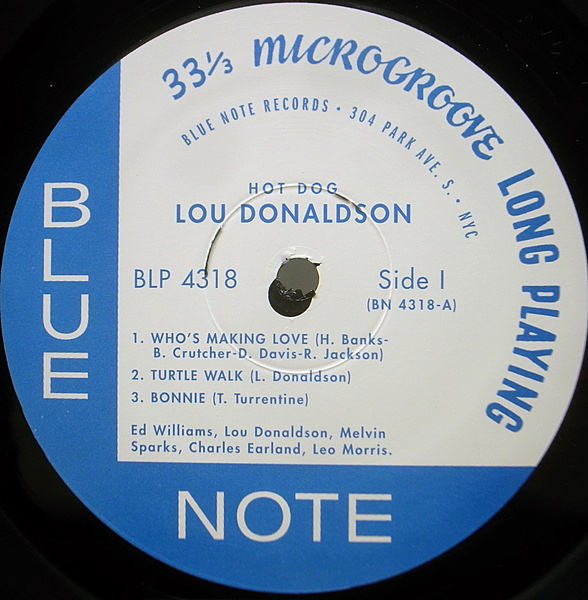 33⅓ MICROGROOVE LONG PLAYING
BLUE NOTE RECORDS • 304 PARK AVE. S. • NYC
HOT DOG
LOU DONALDSON
BLP 4318
Side I
(BN 4318-A)
1. WHO'S MAKING LOVE (H. Banks-
B. Crutcher-D. Davis-R. Jackson)
2. TURTLE WALK (L. Donaldson)
3. BONNIE (T. Turrentine)
Ed Williams, Lou Donaldson, Melvin
Sparks, Charles Earland, Leo Morris.
BLUE
NOTE